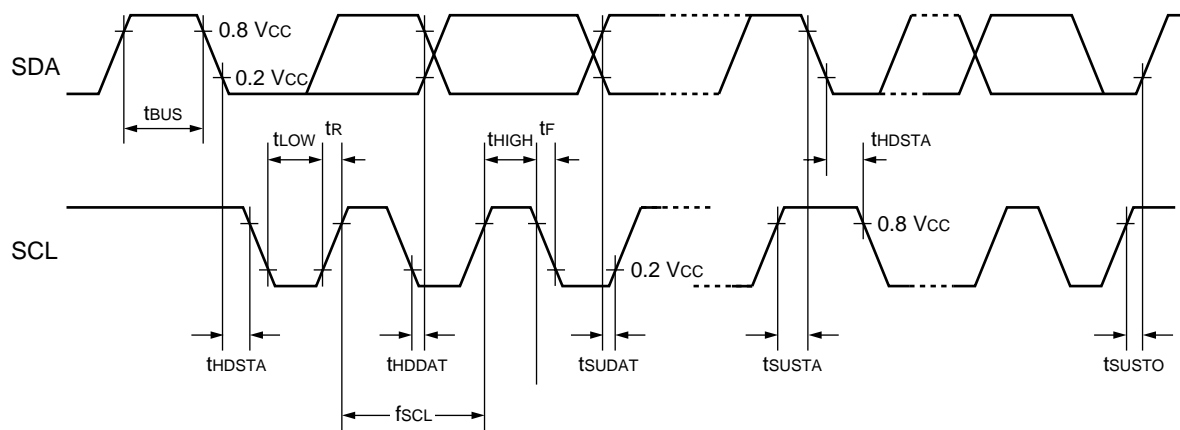 SDA
0.8 VCC
0.2 VCC
tBUS
tLOW
tR
tHIGH
tF
tHDSTA
SCL
0.8 VCC
0.2 VCC
tHDSTA
tHDDAT
tSUDAT
tSUSTA
tSUSTO
fSCL